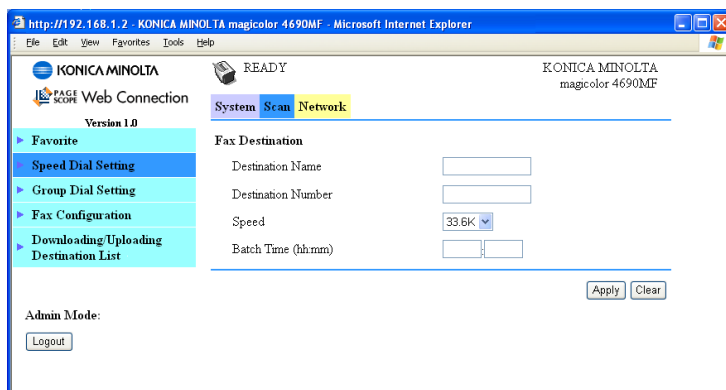 http://192.168.1.2 - KONICA MINOLTA magicolor 4690MF - Microsoft Internet Explorer
File Edit View Favorites Tools Help
KONICA MINOLTA
PAGE SCOPE Web Connection
Version 1.0
READY
KONICA MINOLTA
magicolor 4690MF
System Scan Network
Favorite
Speed Dial Setting
Group Dial Setting
Fax Configuration
Downloading/Uploading
Destination List
Admin Mode:
Logout
Fax Destination
Destination Name
Destination Number
Speed 33.6K
Batch Time (hh:mm) :
Apply Clear